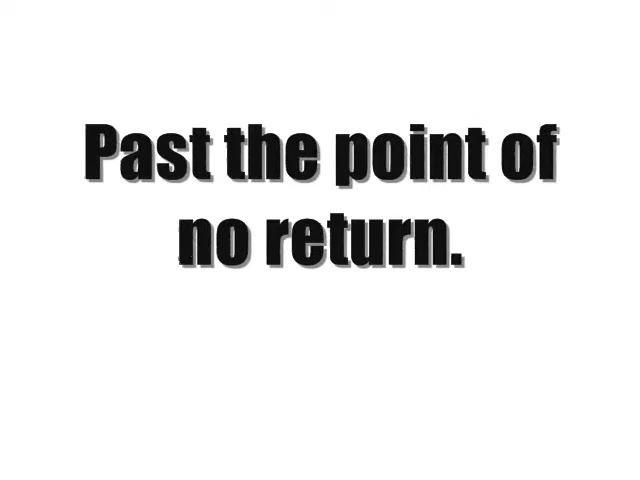 Past the point of
no return.